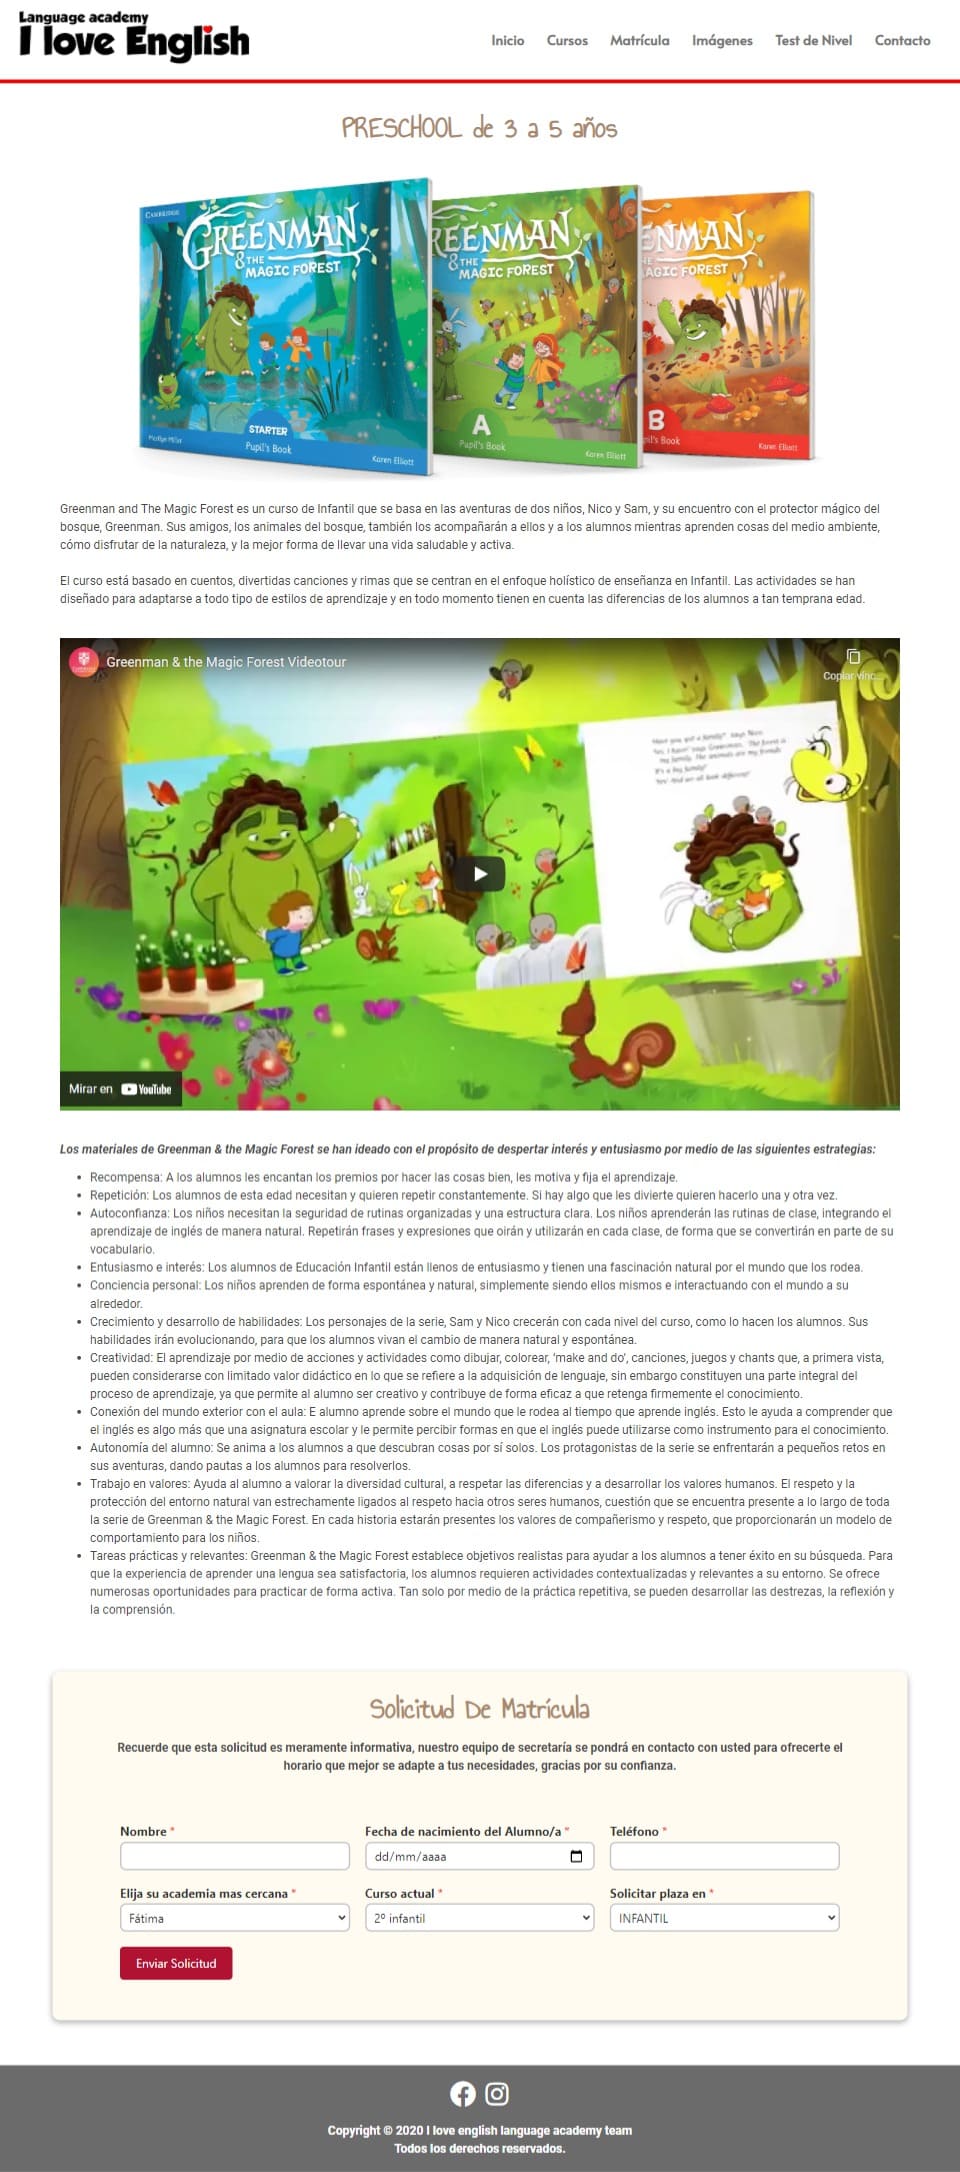 Language academy
I love English
Inicio Cursos Matrícula Imágenes Test de Nivel Contacto
PRESCHOOL de 3 a 5 años
CAMBRIDGE
GREENMAN
& THE
MAGIC FOREST
STARTER
Pupil's Book
Marilyn Miller
Karen Elliott
REENMAN
& THE
MAGIC FOREST
A
Pupil's Book
Karen Elliott
ENMAN
HE
AGIC FOREST
B
pil's Book
Karen Elliott
Greenman and The Magic Forest es un curso de Infantil que se basa en las aventuras de dos niños, Nico y Sam, y su encuentro con el protector mágico del
bosque, Greenman. Sus amigos, los animales del bosque, también los acompañarán a ellos y a los alumnos mientras aprenden cosas del medio ambiente,
cómo disfrutar de la naturaleza, y la mejor forma de llevar una vida saludable y activa.
El curso está basado en cuentos, divertidas canciones y rimas que se centran en el enfoque holístico de enseñanza en Infantil. Las actividades se han
diseñado para adaptarse a todo tipo de estilos de aprendizaje y en todo momento tienen en cuenta las diferencias de los alumnos a tan temprana edad.
Greenman & the Magic Forest Videotour
Copiar vínc...
Have you got a family?' says Nico.
'Yes, I have!' says Greenman. 'The forest is
my family. The animals are my friends.
It's a big family!'
'Yes! And we all look different!'
Mirar en YouTube
Los materiales de Greenman & the Magic Forest se han ideado con el propósito de despertar interés y entusiasmo por medio de las siguientes estrategias:
• Recompensa: A los alumnos les encantan los premios por hacer las cosas bien, les motiva y fija el aprendizaje.
• Repetición: Los alumnos de esta edad necesitan y quieren repetir constantemente. Si hay algo que les divierte quieren hacerlo una y otra vez.
• Autoconfianza: Los niños necesitan la seguridad de rutinas organizadas y una estructura clara. Los niños aprenderán las rutinas de clase, integrando el
aprendizaje de inglés de manera natural. Repetirán frases y expresiones que oirán y utilizarán en cada clase, de forma que se convertirán en parte de su
vocabulario.
• Entusiasmo e interés: Los alumnos de Educación Infantil están llenos de entusiasmo y tienen una fascinación natural por el mundo que los rodea.
• Conciencia personal: Los niños aprenden de forma espontánea y natural, simplemente siendo ellos mismos e interactuando con el mundo a su
alrededor.
• Crecimiento y desarrollo de habilidades: Los personajes de la serie, Sam y Nico crecerán con cada nivel del curso, como lo hacen los alumnos. Sus
habilidades irán evolucionando, para que los alumnos vivan el cambio de manera natural y espontánea.
• Creatividad: El aprendizaje por medio de acciones y actividades como dibujar, colorear, 'make and do', canciones, juegos y chants que, a primera vista,
pueden considerarse con limitado valor didáctico en lo que se refiere a la adquisición de lenguaje, sin embargo constituyen una parte integral del
proceso de aprendizaje, ya que permite al alumno ser creativo y contribuye de forma eficaz a que retenga firmemente el conocimiento.
• Conexión del mundo exterior con el aula: E alumno aprende sobre el mundo que le rodea al tiempo que aprende inglés. Esto le ayuda a comprender que
el inglés es algo más que una asignatura escolar y le permite percibir formas en que el inglés puede utilizarse como instrumento para el conocimiento.
• Autonomía del alumno: Se anima a los alumnos a que descubran cosas por sí solos. Los protagonistas de la serie se enfrentarán a pequeños retos en
sus aventuras, dando pautas a los alumnos para resolverlos.
• Trabajo en valores: Ayuda al alumno a valorar la diversidad cultural, a respetar las diferencias y a desarrollar los valores humanos. El respeto y la
protección del entorno natural van estrechamente ligados al respeto hacia otros seres humanos, cuestión que se encuentra presente a lo largo de toda
la serie de Greenman & the Magic Forest. En cada historia estarán presentes los valores de compañerismo y respeto, que proporcionarán un modelo de
comportamiento para los niños.
• Tareas prácticas y relevantes: Greenman & the Magic Forest establece objetivos realistas para ayudar a los alumnos a tener éxito en su búsqueda. Para
que la experiencia de aprender una lengua sea satisfactoria, los alumnos requieren actividades contextualizadas y relevantes a su entorno. Se ofrece
numerosas oportunidades para practicar de forma activa. Tan solo por medio de la práctica repetitiva, se pueden desarrollar las destrezas, la reflexión y
la comprensión.
Solicitud De Matrícula
Recuerde que esta solicitud es meramente informativa, nuestro equipo de secretaría se pondrá en contacto con usted para ofrecerte el
horario que mejor se adapte a tus necesidades, gracias por su confianza.
Nombre * Fecha de nacimiento del Alumno/a * Teléfono *
dd/mm/aaaa
Elija su academia mas cercana * Curso actual * Solicitar plaza en *
Fátima 2º infantil INFANTIL
Enviar Solicitud
Copyright © 2020 I love english language academy team
Todos los derechos reservados.